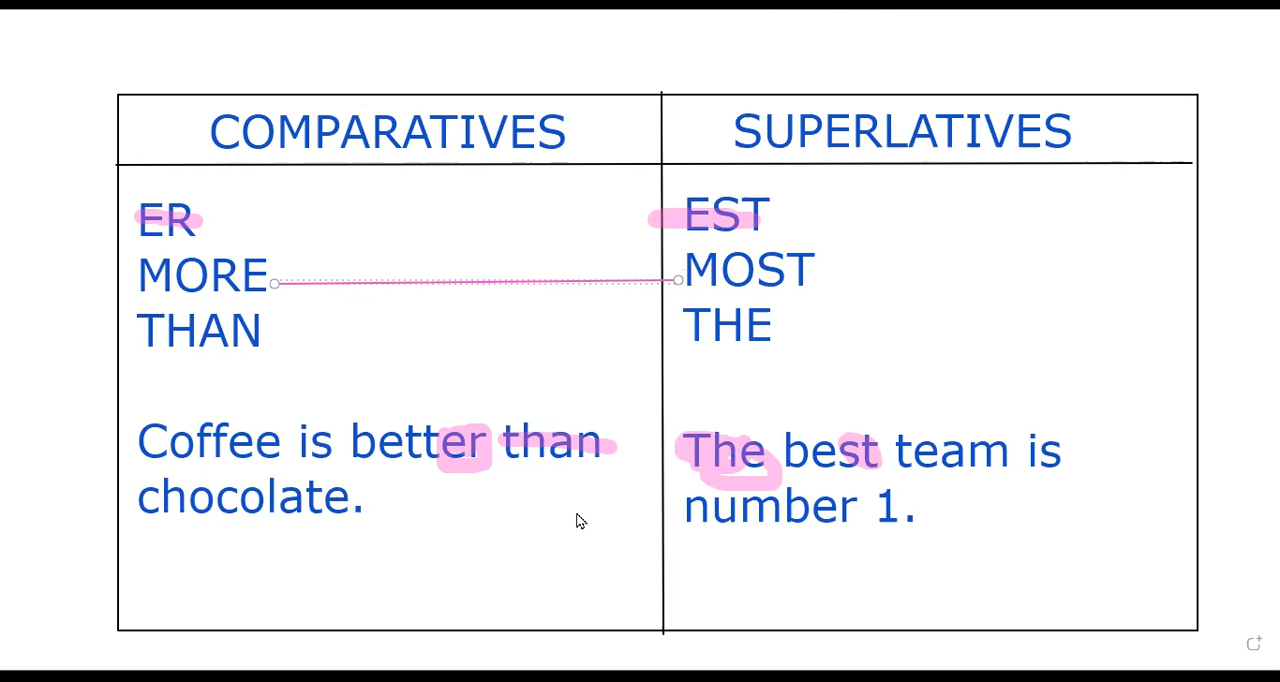 COMPARATIVES
ER
MORE
THAN
Coffee is better than
chocolate.
SUPERLATIVES
EST
MOST
THE
The best team is
number 1.